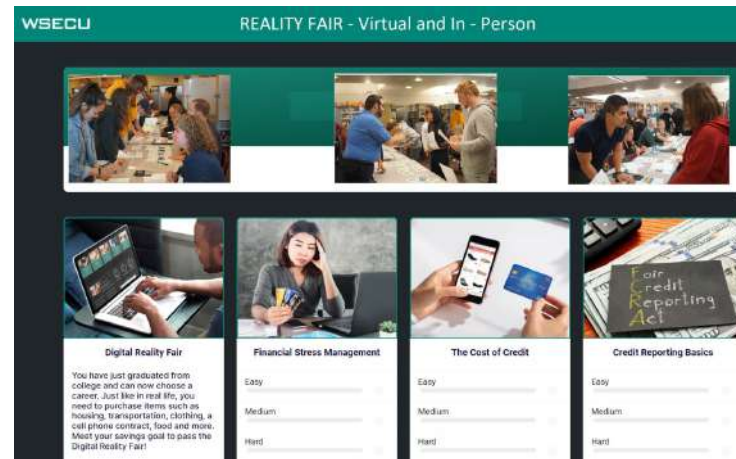 WSECU
REALITY FAIR - Virtual and In - Person
Fair
Credit
Reporting
Act
Digital Reality Fair
You have just graduated from
college and can now choose a
career. Just like in real life, you
need to purchase items such as
housing, transportation, clothing, a
cell phone contract, food and more.
Meet your savings goal to pass the
Digital Reality Fair!
Financial Stress Management
Easy
Medium
Hard
The Cost of Credit
Easy
Medium
Hard
Credit Reporting Basics
Easy
Medium
Hard